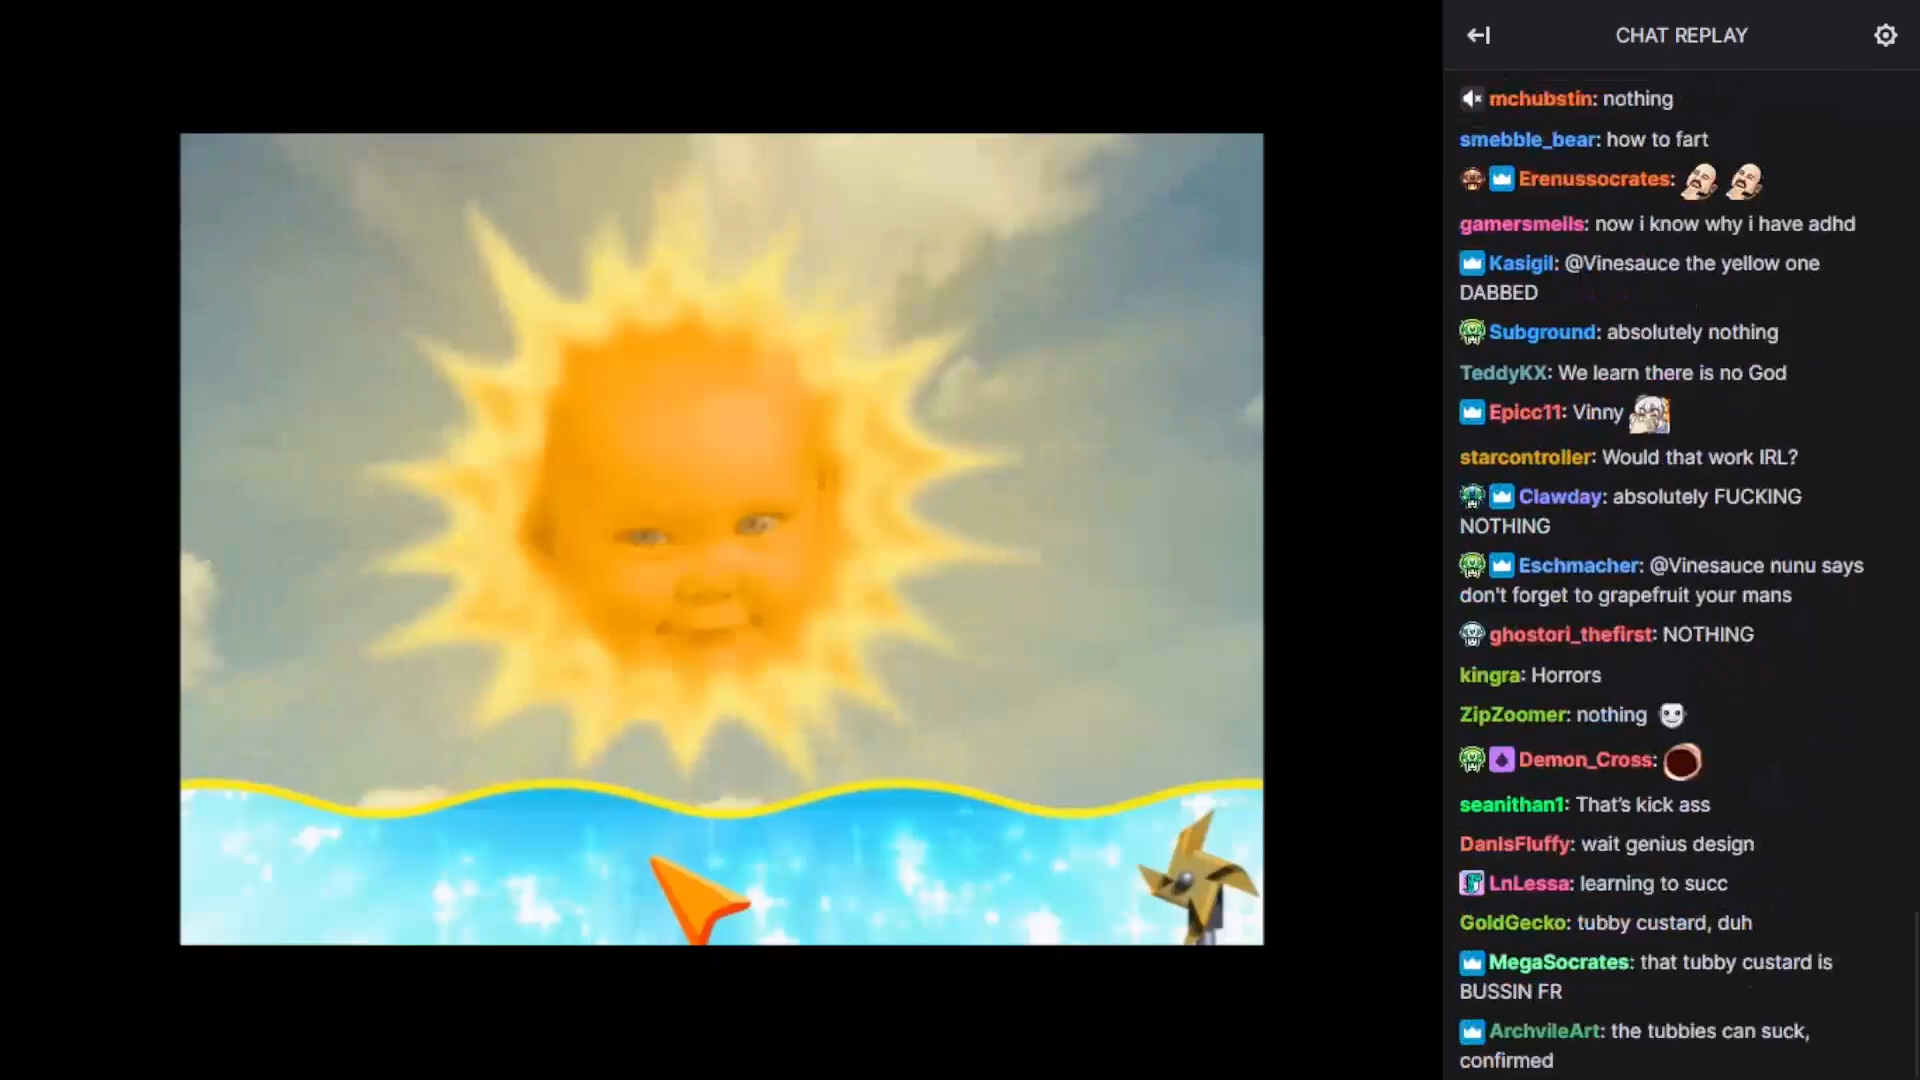 CHAT REPLAY
mchubstin: nothing
smebble_bear: how to fart
Erenussocrates:
gamersmells: now i know why i have adhd
Kasigil: @Vinesauce the yellow one
DABBED
Subground: absolutely nothing
TeddyKX: We learn there is no God
Epicc11: Vinny
starcontroller: Would that work IRL?
Clawday: absolutely FUCKING
NOTHING
Eschmacher: @Vinesauce nunu says
don't forget to grapefruit your mans
ghostori_thefirst: NOTHING
kingra: Horrors
ZipZoomer: nothing
Demon_Cross:
seanithan1: That's kick ass
DanisFluffy: wait genius design
LnLessa: learning to succ
GoldGecko: tubby custard, duh
MegaSocrates: that tubby custard is
BUSSIN FR
ArchvileArt: the tubbies can suck,
confirmed